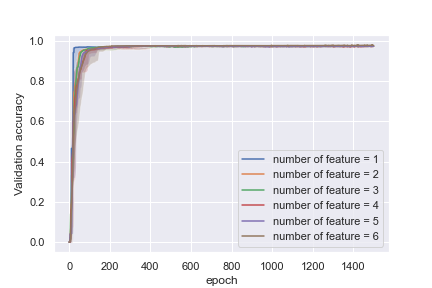 1.0
0.8
0.6
0.4
0.2
0.0
Validation accuracy
number of feature = 1
number of feature = 2
number of feature = 3
number of feature = 4
number of feature = 5
number of feature = 6
0 200 400 600 800 1000 1200 1400
epoch